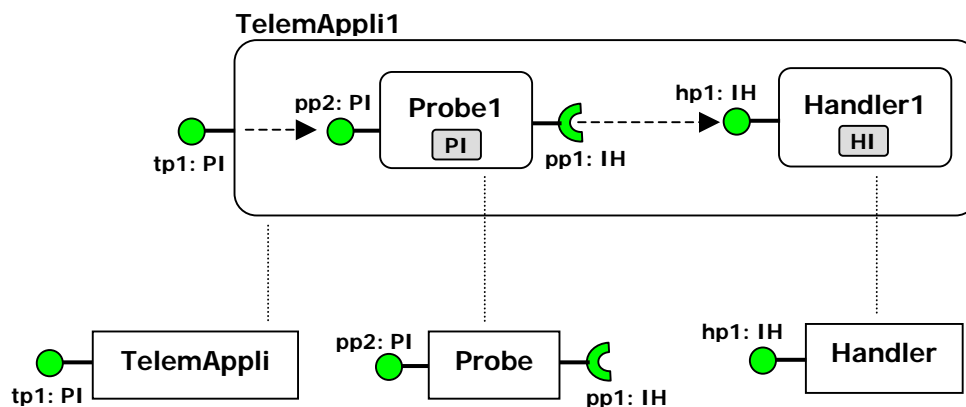 TelemAppli1
pp2: PI
Probe1
PI
hp1: IH
Handler1
HI
tp1: PI
pp1: IH
TelemAppli
tp1: PI
pp2: PI
Probe
pp1: IH
hp1: IH
Handler